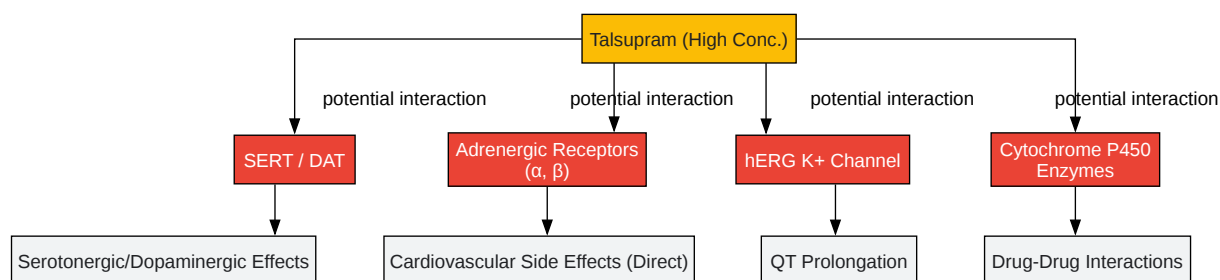 Talsupram (High Conc.)
potential interaction
potential interaction
potential interaction
potential interaction
SERT / DAT
Adrenergic Receptors
(α, β)
hERG K+ Channel
Cytochrome P450
Enzymes
Serotonergic/Dopaminergic Effects
Cardiovascular Side Effects (Direct)
QT Prolongation
Drug-Drug Interactions